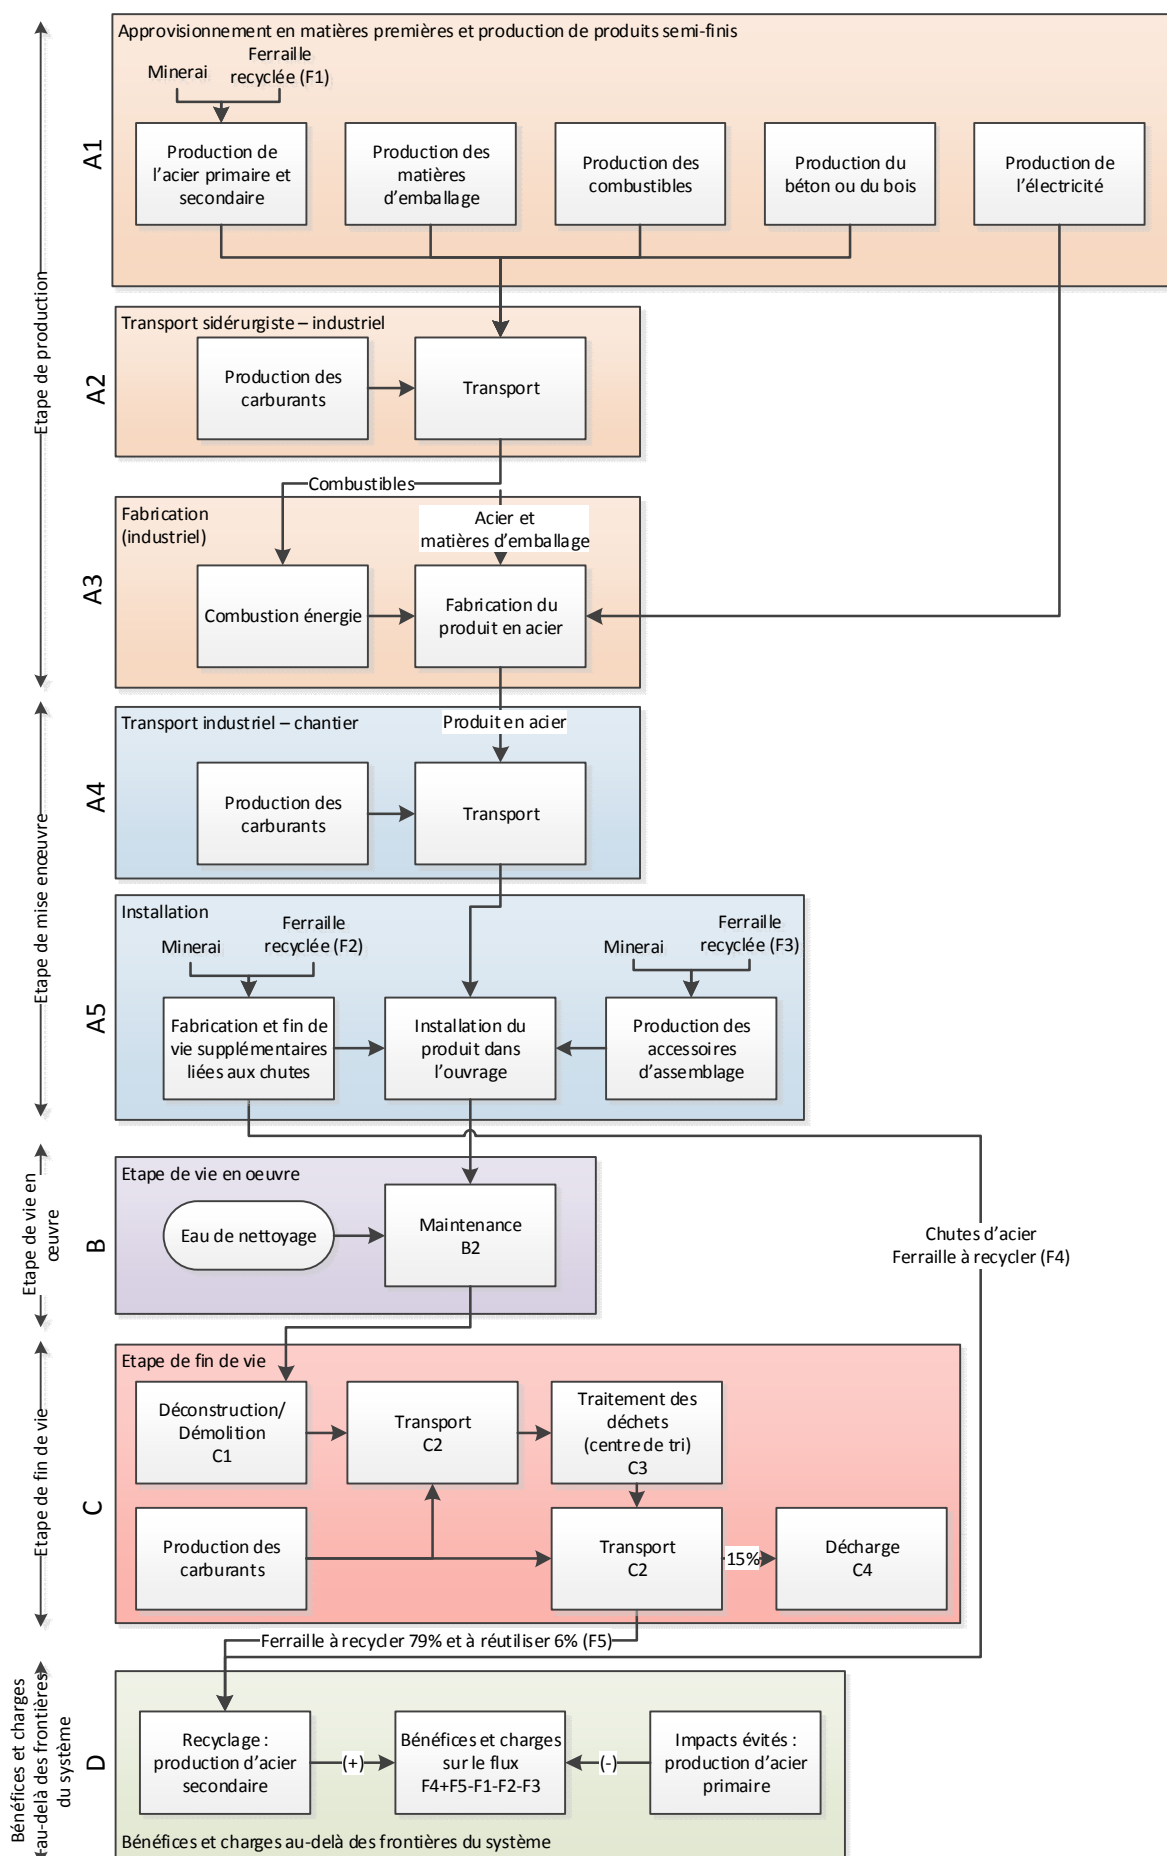 Approvisionnement en matières premières et production de produits semi-finis
Minerai
Ferraille
recyclée (F1)
A1
Production de
l'acier primaire et
secondaire
Production des
matières
d'emballage
Production des
combustibles
Production du
béton ou du bois
Production de
l'électricité
Etape de production
Transport sidérurgiste – industriel
A2
Production des
carburants
Transport
Combustibles
Fabrication
(industriel)
Acier et
matières d'emballage
A3
Combustion énergie
Fabrication du
produit en acier
Transport industriel – chantier
Produit en acier
A4
Production des
carburants
Transport
Etape de mise enœuvre
Installation
Minerai
Ferraille
recyclée (F2)
Minerai
Ferraille
recyclée (F3)
A5
Fabrication et fin de
vie supplémentaires
liées aux chutes
Installation du
produit dans
l'ouvrage
Production des
accessoires
d'assemblage
Etape de vie en
œuvre
B
Etape de vie en oeuvre
Eau de nettoyage
Maintenance
B2
Chutes d'acier
Ferraille à recycler (F4)
Etape de fin de vie
C
Etape de fin de vie
Déconstruction/
Démolition
C1
Transport
C2
Traitement des
déchets
(centre de tri)
C3
Production des
carburants
Transport
C2
15%
Décharge
C4
Ferraille à recycler 79% et à réutiliser 6% (F5)
Bénéfices et charges
au-delà des frontières
du système
D
Recyclage :
production d'acier
secondaire
(+)
Bénéfices et charges
sur le flux
F4+F5-F1-F2-F3
(-)
Impacts évités :
production d'acier
primaire
Bénéfices et charges au-delà des frontières du système